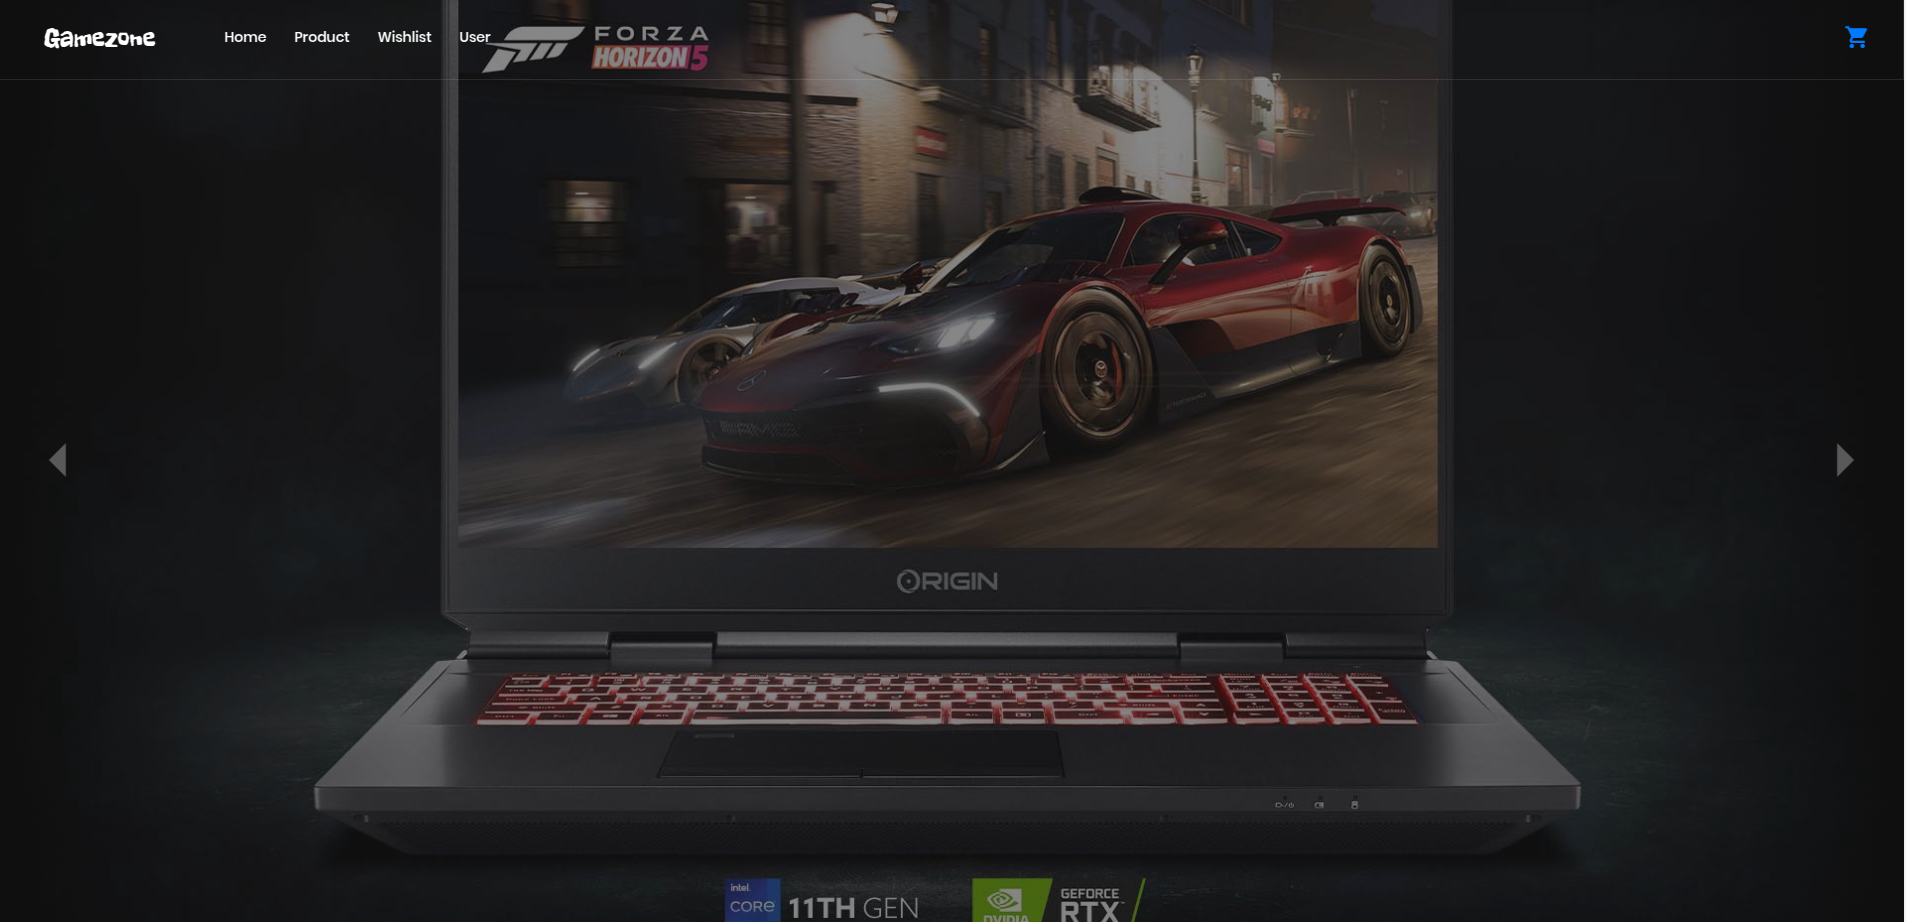 Gamezone
Home
Product
Wishlist
User
FORZA
HORIZON 5
ORIGIN
intel.
CORE
11TH GEN
NVIDIA
GEFORCE
RTX